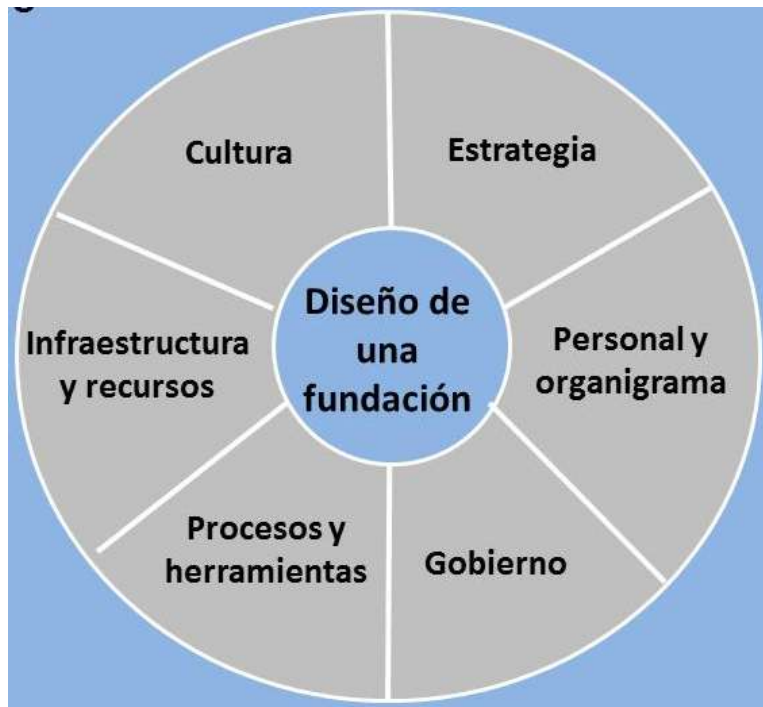 Cultura
Estrategia
Diseño de
una
fundación
Infraestructura
y recursos
Personal y
organigrama
Procesos y
herramientas
Gobierno